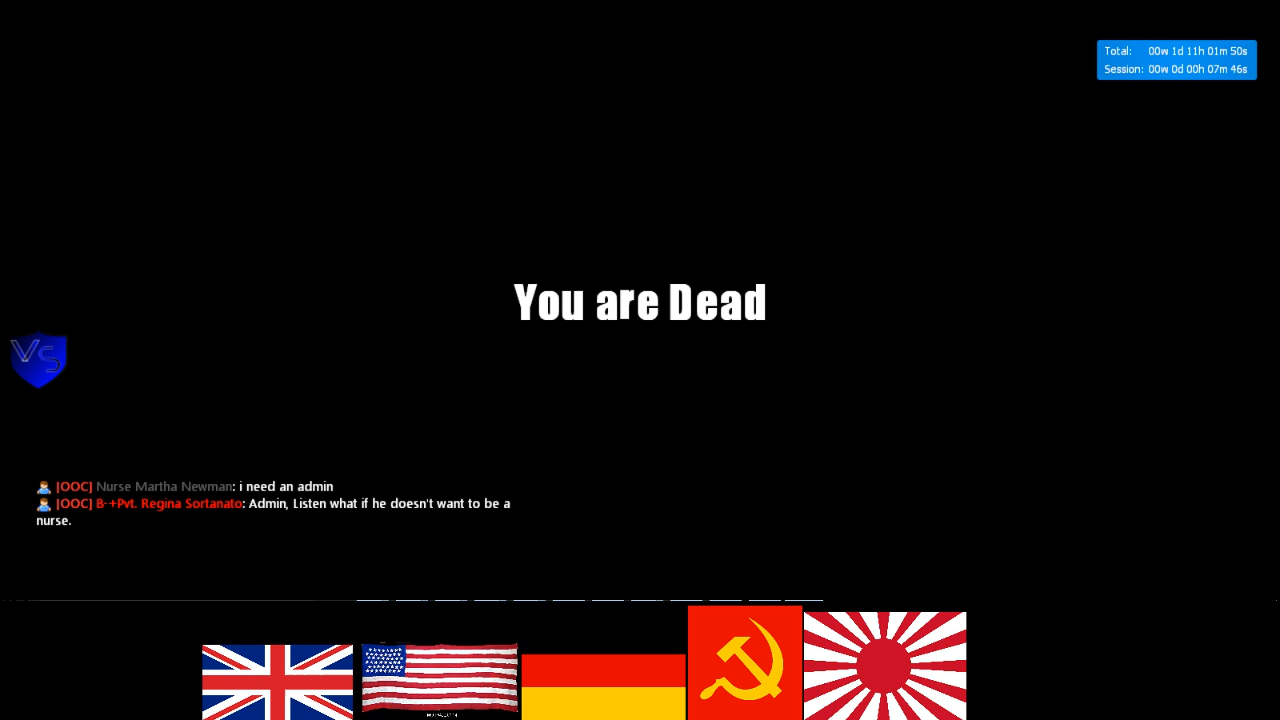 Total: 00w 1d 11h 01m 50s
Session: 00w 0d 00h 07m 46s
You are Dead
VS
[OOC] Nurse Martha Newman: i need an admin
[OOC] B-+Pvt. Regina Sortanato: Admin, Listen what if he doesn't want to be a
nurse.